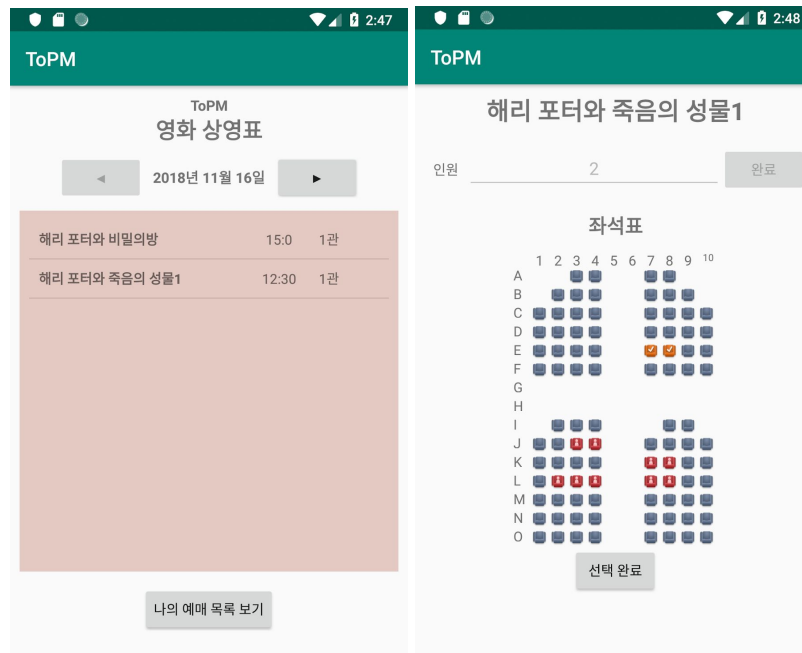 2:47
ToPM
ToPM
영화 상영표
◄ 2018년 11월 16일 ►
해리 포터와 비밀의방 15:0 1관
해리 포터와 죽음의 성물1 12:30 1관
나의 예매 목록 보기
2:48
ToPM
해리 포터와 죽음의 성물1
인원 2 완료
좌석표
1 2 3 4 5 6 7 8 9 10
A
B
C
D
E
F
G
H
I
J
K
L
M
N
O
선택 완료